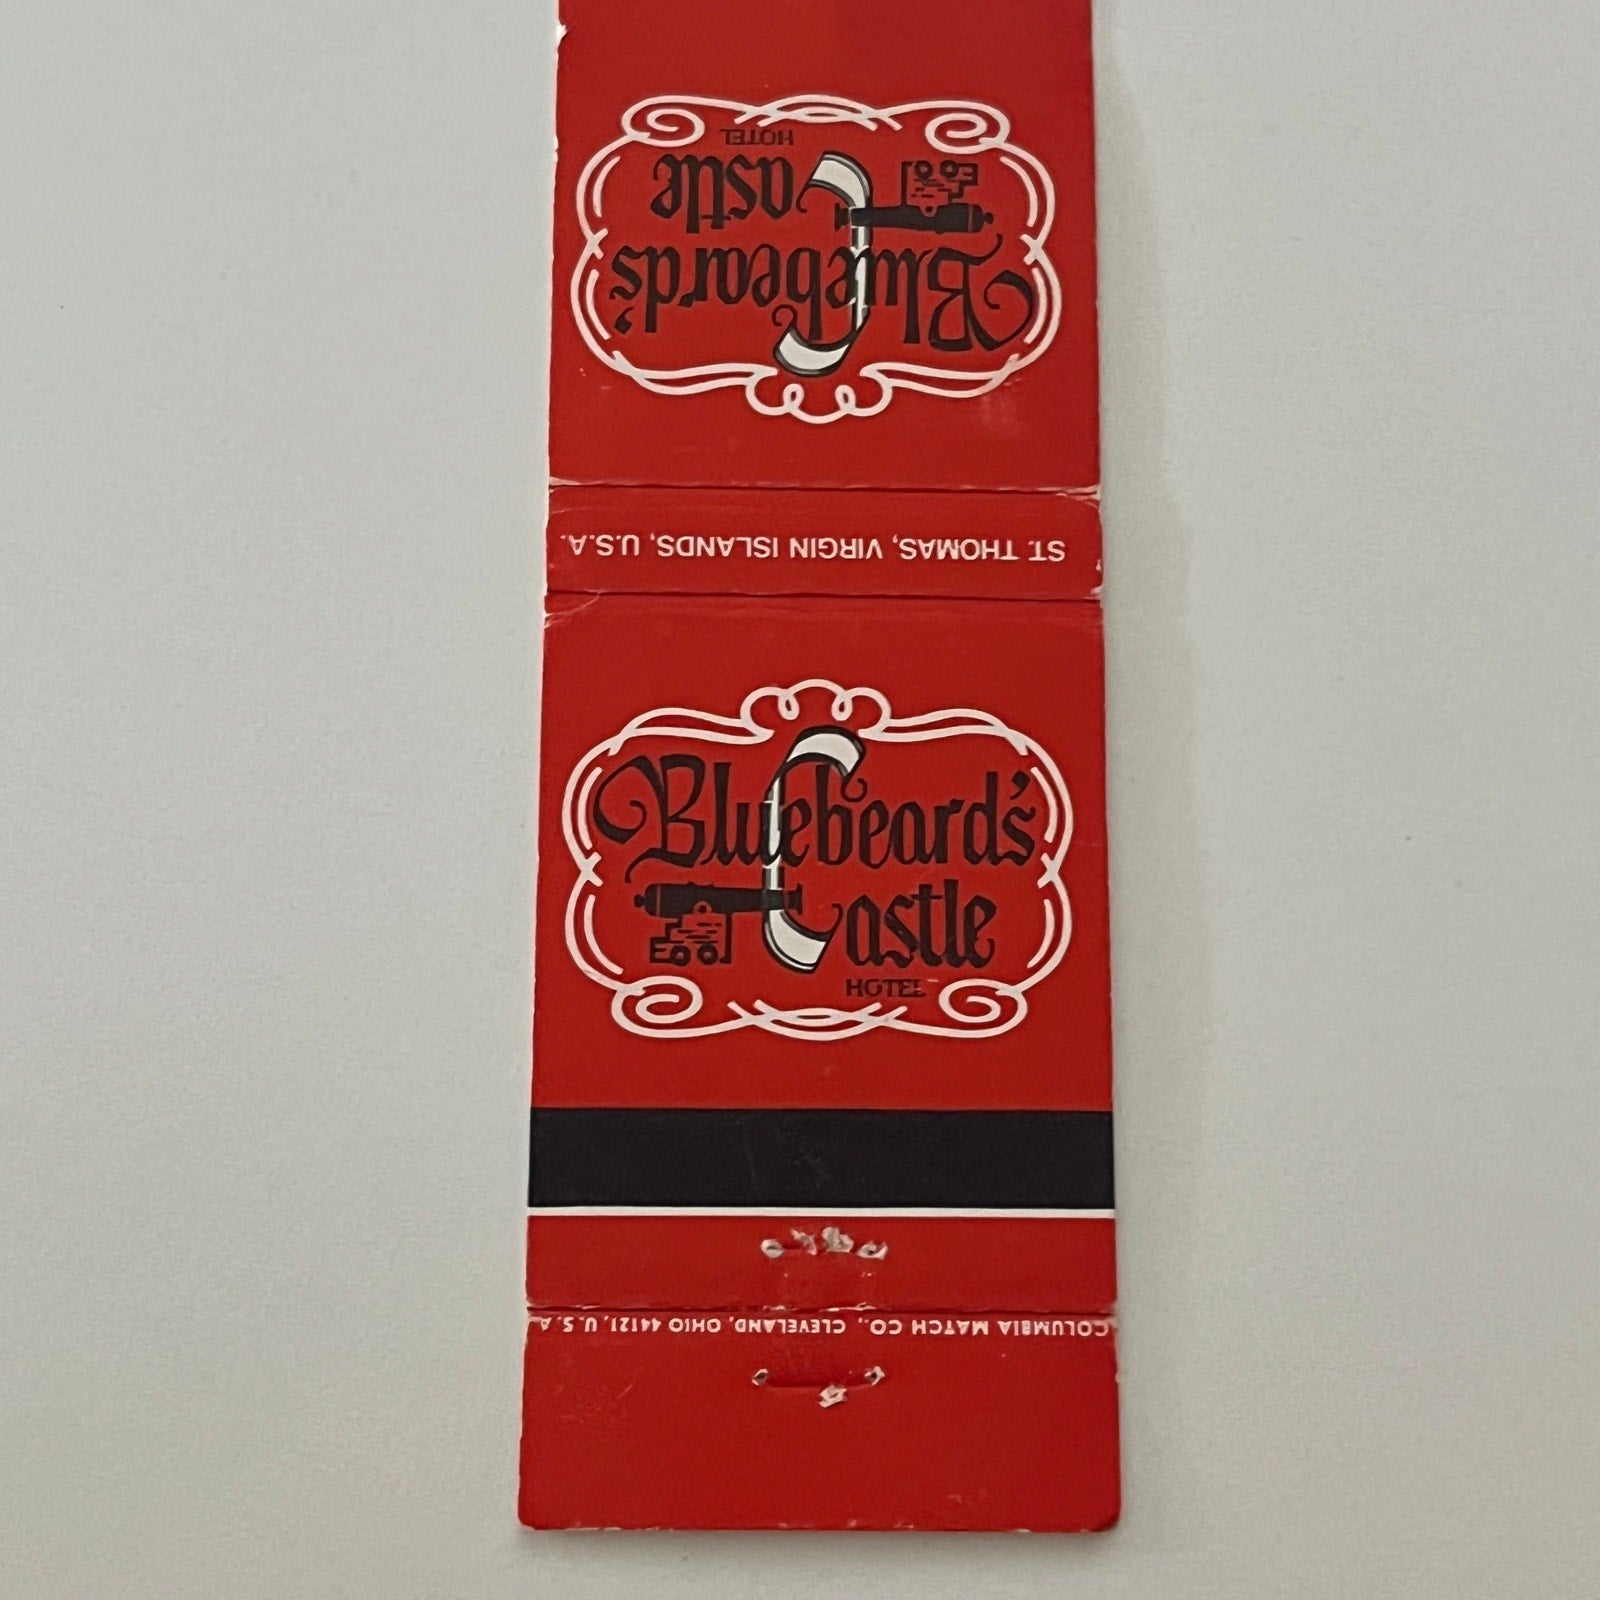 Bluebeard's
Castle
HOTEL
ST. THOMAS, VIRGIN ISLANDS, U.S.A.
Bluebeard's
Castle
HOTEL
COLUMBIA MATCH CO., CLEVELAND, OHIO 44121, U.S.A